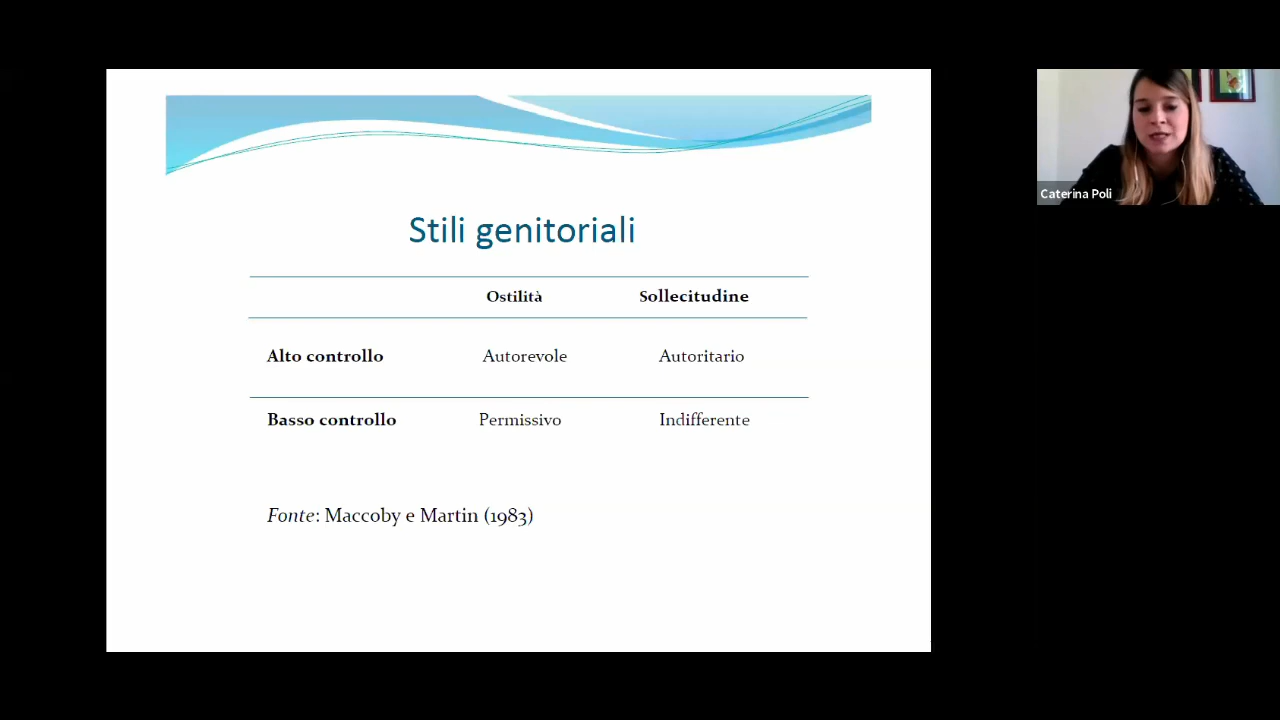 Stili genitoriali
Ostilità Sollecitudine
Alto controllo Autorevole Autoritario
Basso controllo Permissivo Indifferente
Fonte: Maccoby e Martin (1983)
Caterina Poli